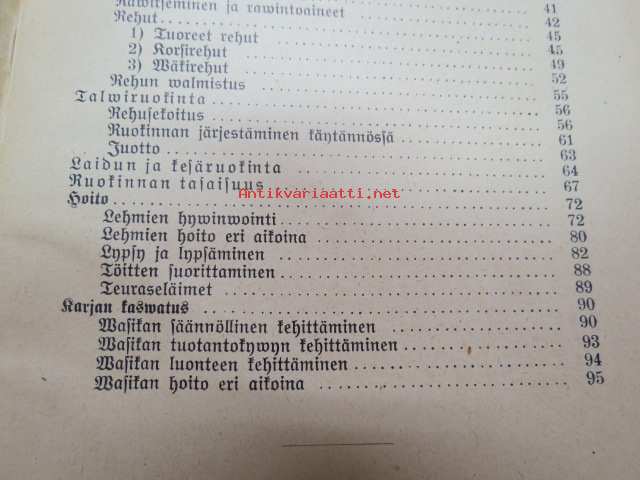 Rawitseminen ja rawintoaineet 41
Rehut 42
1) Tuoreet rehut 45
2) Korsirehut 45
3) Wäkirehut 49
Rehun walmistus 52
Talwiruokinta 55
Rehusekoitus 56
Ruokinnan järjestäminen käytännössä 56
Juotto 61
Laidun ja kesäruokinta 63
Ruokinnan tasaisuus 64
67
Antikvariaatti.net
Hoito 72
Lehmien hywinwointi 72
Lehmien hoito eri aikoina 80
Lypsy ja lypsäminen 82
Töitten suorittaminen 88
Teuraseläimet 89
Karjan kaswatus 90
Wasikan säännöllinen kehittäminen 90
Wasikan tuotantokywyn kehittäminen 93
Wasikan luonteen kehittäminen 94
Wasikan hoito eri aikoina 95